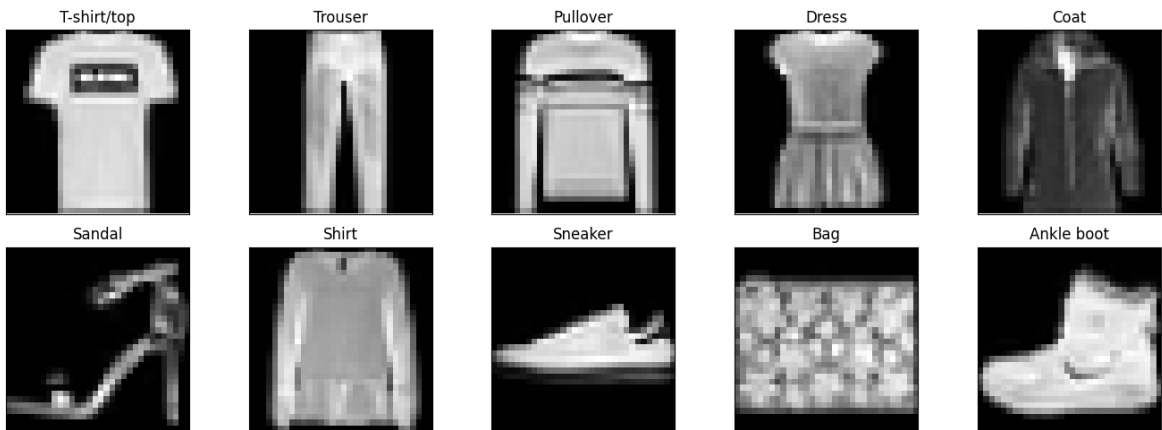 T-shirt/top
Trouser
Pullover
Dress
Coat
Sandal
Shirt
Sneaker
Bag
Ankle boot